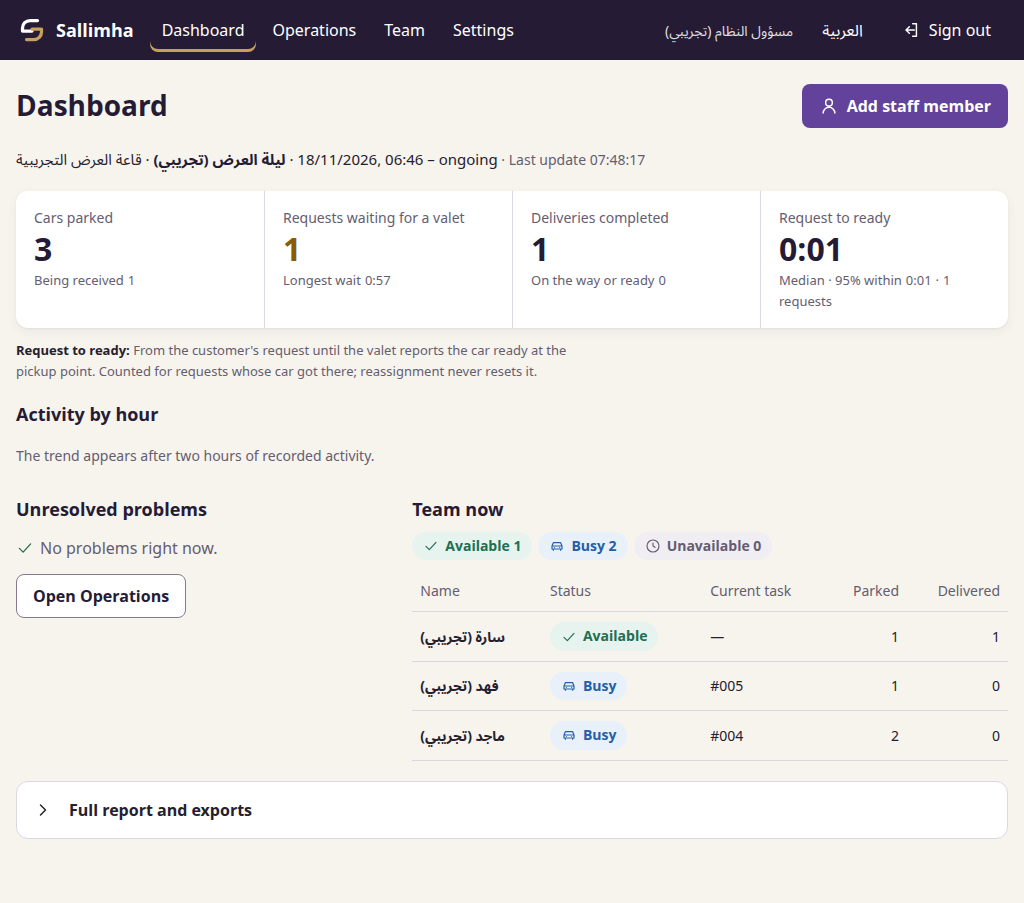 Sallimha Dashboard Operations Team Settings مسؤول النظام (تجريبي) العربية Sign out
Dashboard
Add staff member
قاعة العرض التجريبية · ليلة العرض (تجريبي) · 18/11/2026, 06:46 – ongoing · Last update 07:48:17
Cars parked
3
Being received 1
Requests waiting for a valet
1
Longest wait 0:57
Deliveries completed
1
On the way or ready 0
Request to ready
0:01
Median · 95% within 0:01 · 1
requests
Request to ready: From the customer's request until the valet reports the car ready at the
pickup point. Counted for requests whose car got there; reassignment never resets it.
Activity by hour
The trend appears after two hours of recorded activity.
Unresolved problems
No problems right now.
Open Operations
Team now
Available 1 Busy 2 Unavailable 0
Name Status Current task Parked Delivered
سارة (تجريبي) Available — 1 1
فهد (تجريبي) Busy #005 1 0
ماجد (تجريبي) Busy #004 2 0
Full report and exports